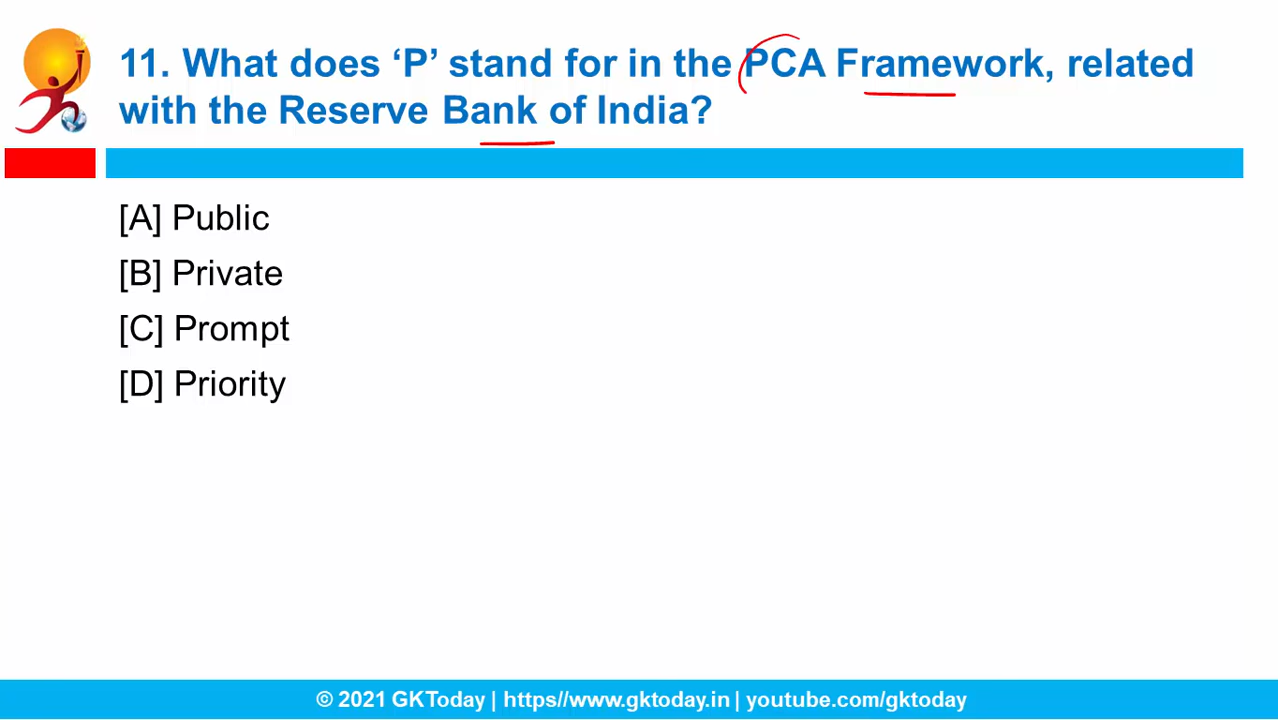 11. What does ‘P’ stand for in the PCA Framework, related
with the Reserve Bank of India?
[A] Public
[B] Private
[C] Prompt
[D] Priority
© 2021 GKToday | https//www.gktoday.in | youtube.com/gktoday